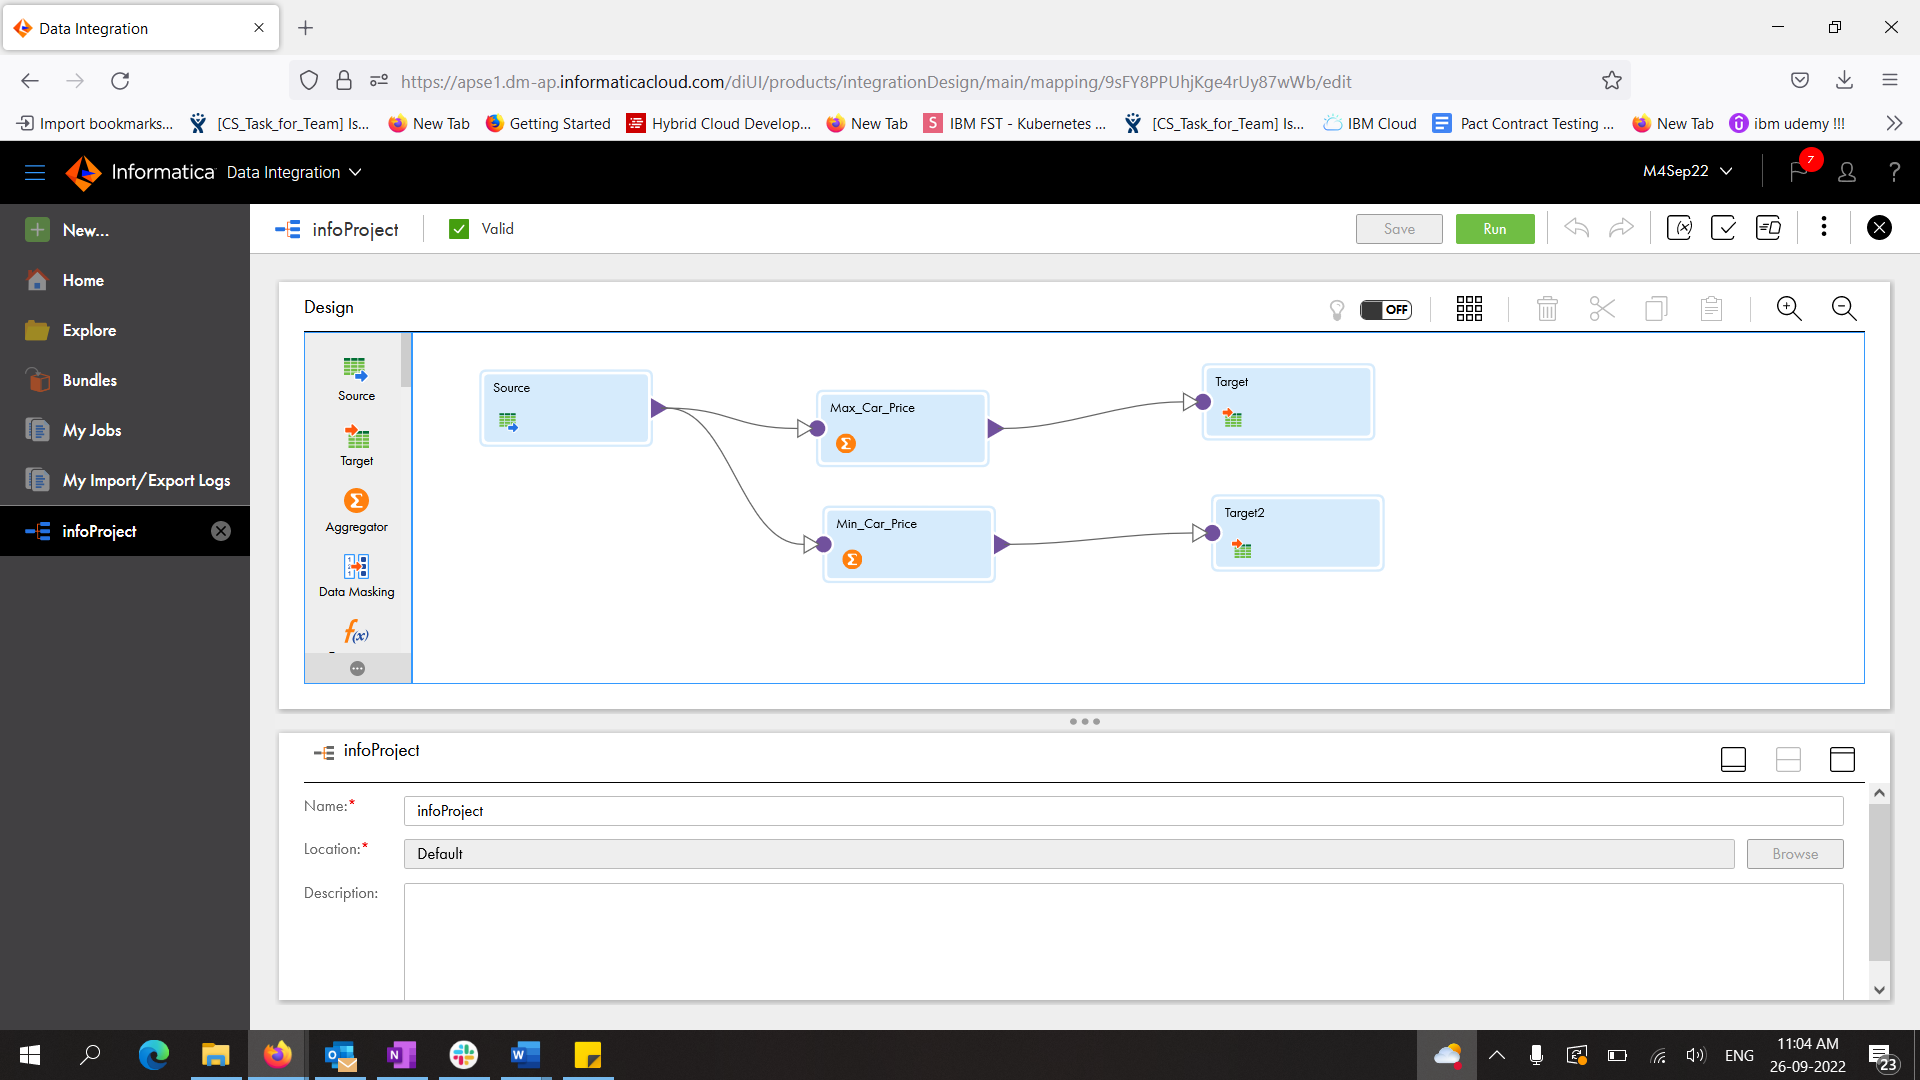 Data Integration
https://apse1.dm-ap.informaticacloud.com/diUI/products/integrationDesign/main/mapping/9sFY8PPUhjKge4rUy87wWb/edit
Import bookmarks... [CS_Task_for_Team] Is... New Tab Getting Started Hybrid Cloud Develop... New Tab S IBM FST - Kubernetes ... [CS_Task_for_Team] Is... IBM Cloud Pact Contract Testing ... New Tab ibm udemy !!!
Informatica Data Integration M4Sep22 7 ?
New...
Home
Explore
Bundles
My Jobs
My Import/Export Logs
infoProject
infoProject Valid Save Run
Design OFF
Source
Target
Aggregator
Data Masking
f(x)
Source
Max_Car_Price
Σ
Target
Min_Car_Price
Σ
Target2
infoProject
Name:* infoProject
Location:* Default Browse
Description:
ENG
11:04 AM
26-09-2022
23